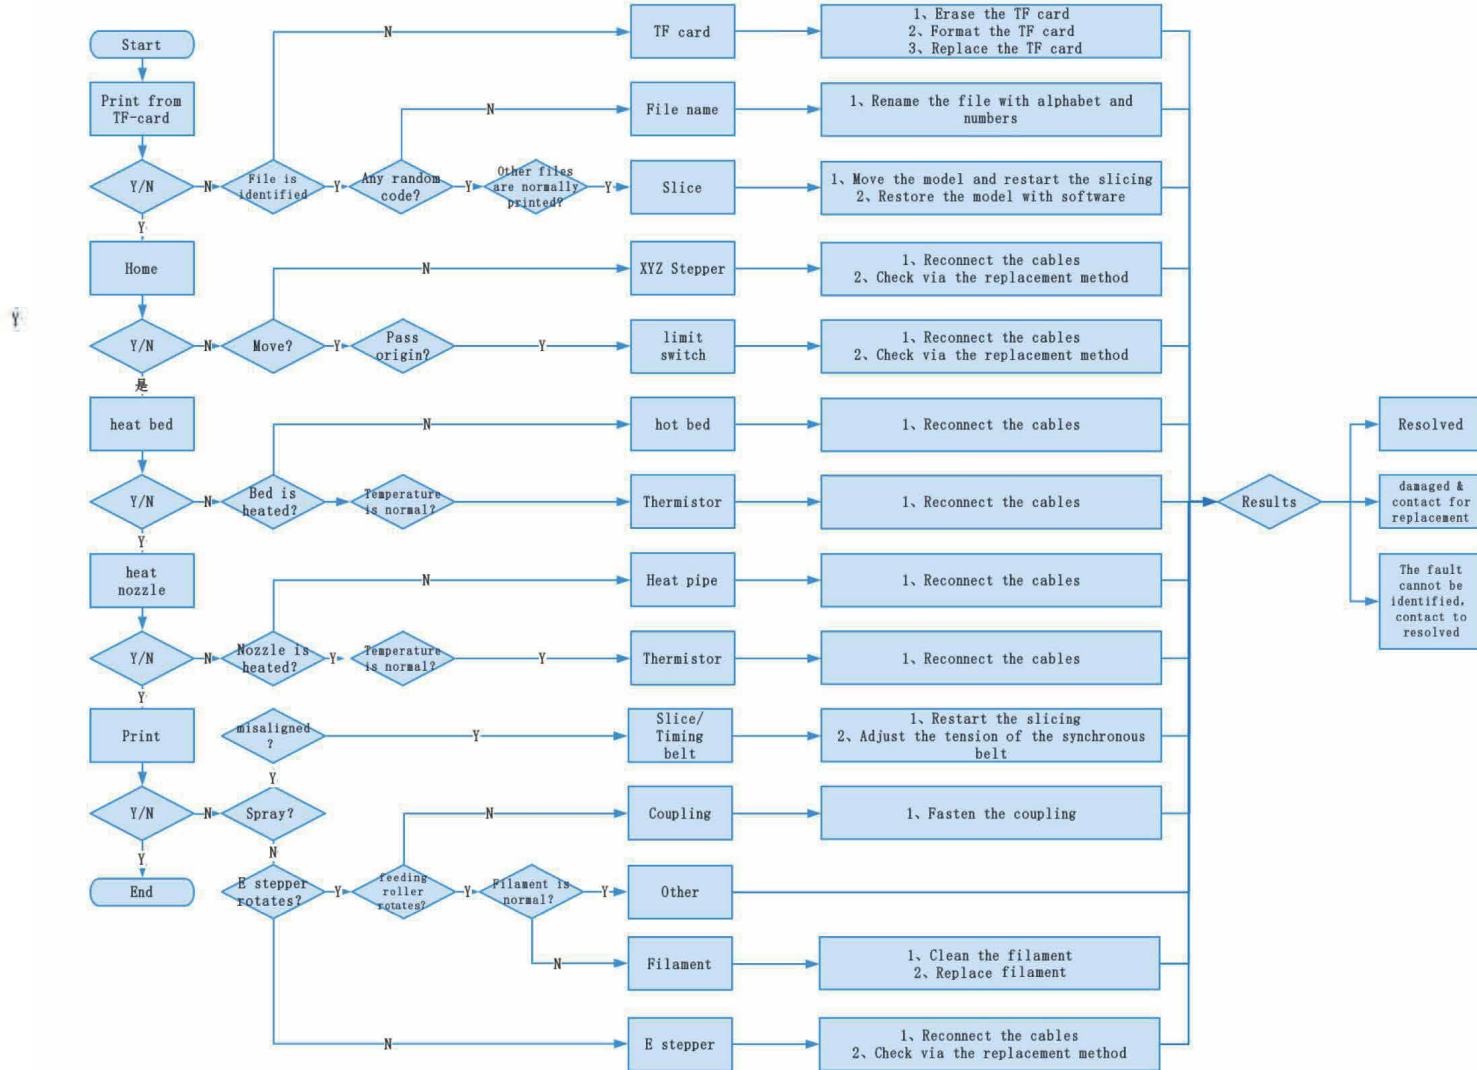 Start
Print from
TF-card
Y/N
N
File is
identified
N
Y
Any random
code?
N
Y
Other files
are normally
printed?
Y
TF card
1、Erase the TF card
2、Format the TF card
3、Replace the TF card
File name
1、Rename the file with alphabet and
numbers
Slice
1、Move the model and restart the slicing
2、Restore the model with software
Y
Home
Y/N
N
Move?
N
Y
Pass
origin?
Y
XYZ Stepper
1、Reconnect the cables
2、Check via the replacement method
limit
switch
1、Reconnect the cables
2、Check via the replacement method
Y
是
heat bed
Y/N
N
Bed is
heated?
N
Temperature
is normal?
hot bed
1、Reconnect the cables
Thermistor
1、Reconnect the cables
Y
heat
nozzle
Y/N
N
Nozzle is
heated?
N
Y
Temperature
is normal?
Y
Heat pipe
1、Reconnect the cables
Thermistor
1、Reconnect the cables
Y
Print
misaligned
?
Y
Slice/
Timing
belt
1、Restart the slicing
2、Adjust the tension of the synchronous
belt
Y
Y/N
N
Spray?
N
Coupling
1、Fasten the coupling
Y
N
End
E stepper
rotates?
Y
feeding
roller
rotates?
Y
Filament is
normal?
Y
Other
N
Filament
1、Clean the filament
2、Replace filament
N
E stepper
1、Reconnect the cables
2、Check via the replacement method
Results
Resolved
damaged &
contact for
replacement
The fault
cannot be
identified,
contact to
resolved